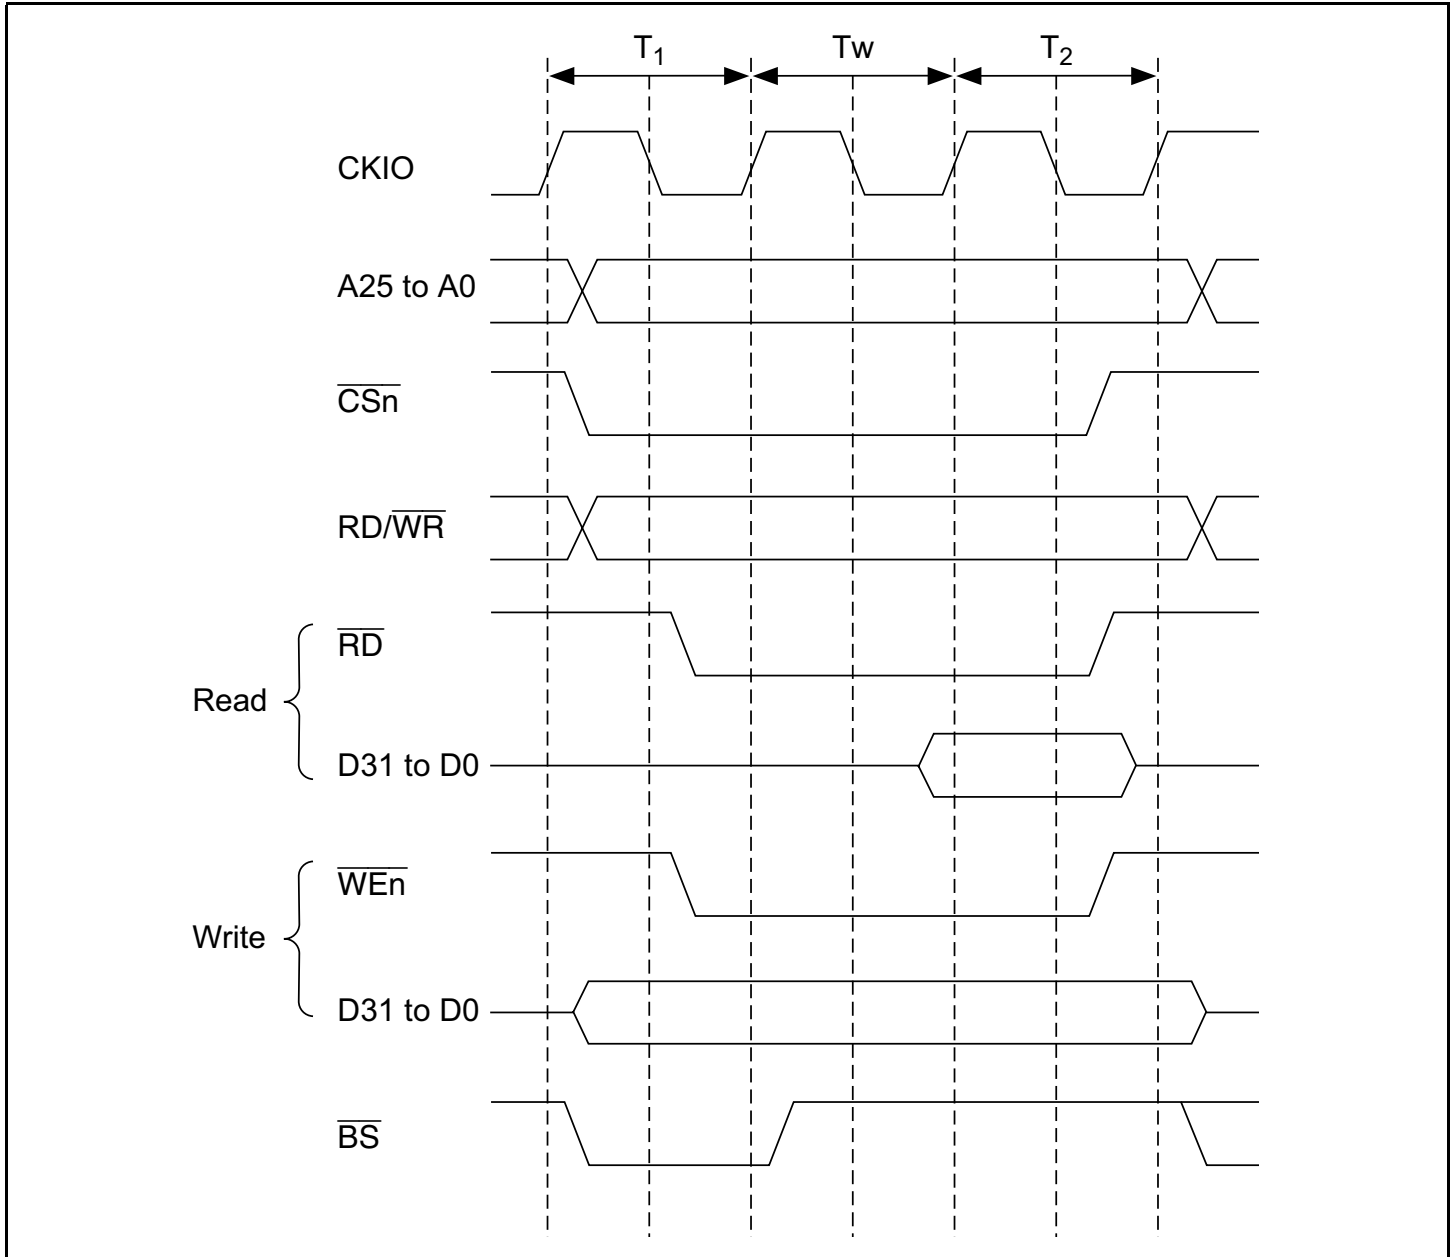 T1 Tw T2
CKIO
A25 to A0
CSn
RD/WR
RD
Read
D31 to D0
WEn
Write
D31 to D0
BS